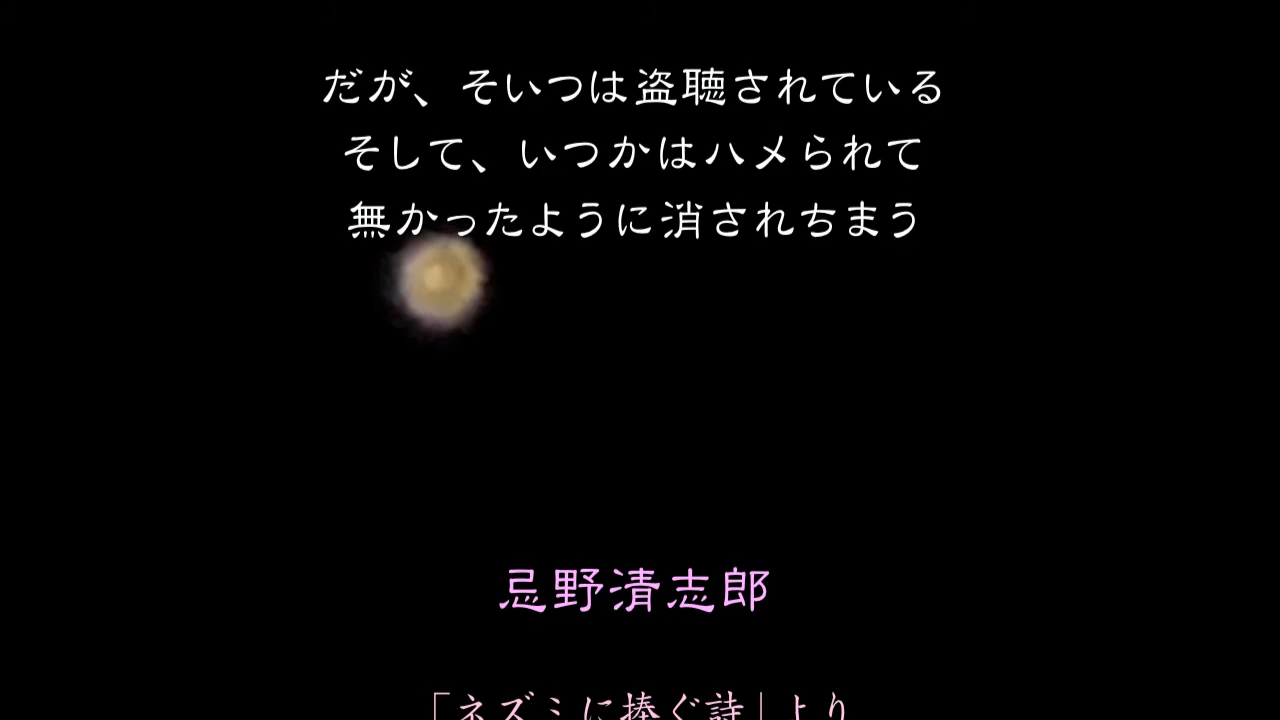 だが、そいつは盗聴されている
そして、いつかはハメられて
無かったように消されちまう
忌野清志郎
「ネズミに捧ぐ詩」より